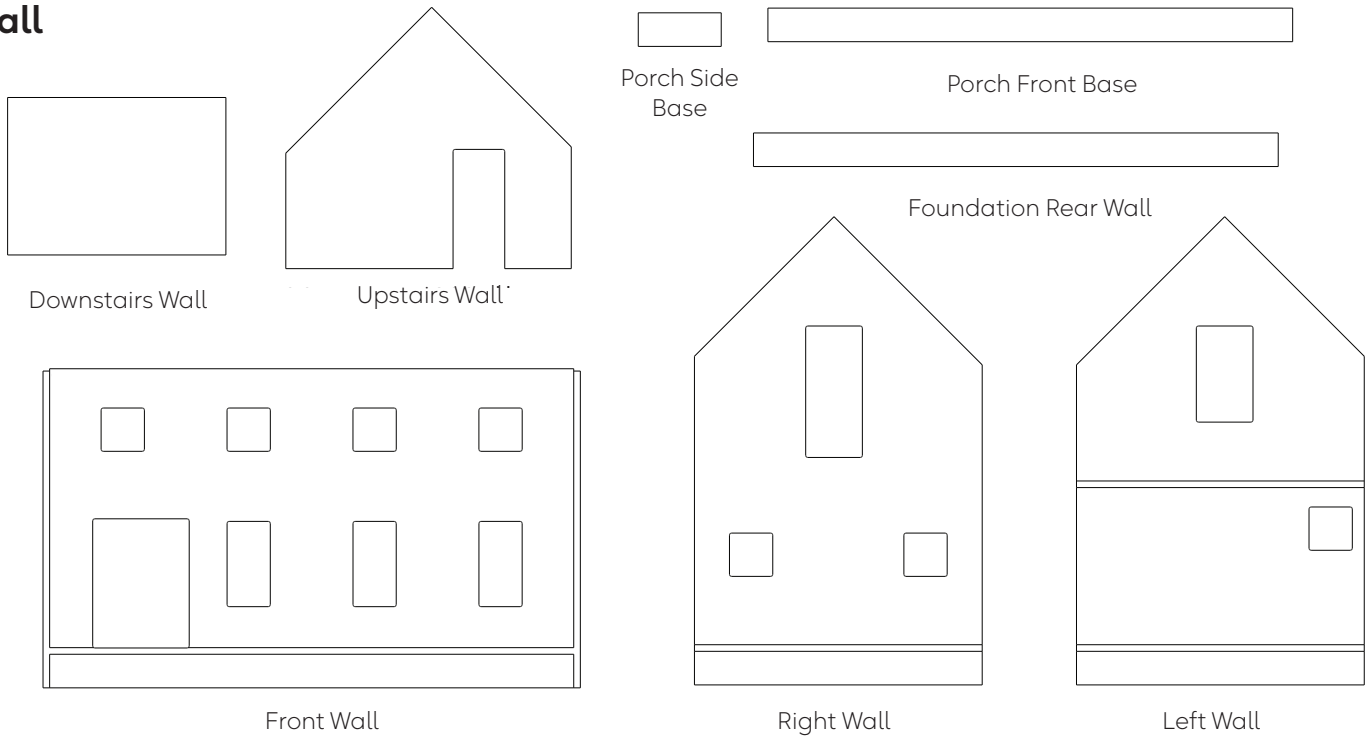 all
Porch Side
Base
Porch Front Base
Foundation Rear Wall
Downstairs Wall
Upstairs Wall
Front Wall
Right Wall
Left Wall